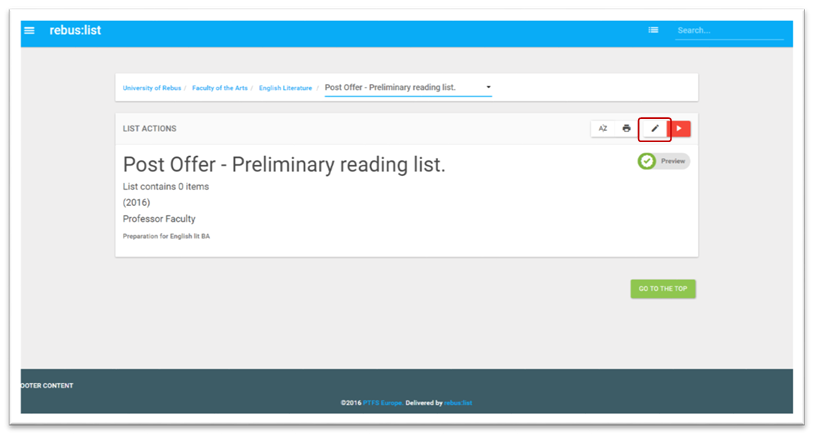 rebus:list
Search...
University of Rebus / Faculty of the Arts / English Literature / Post Offer - Preliminary reading list.
LIST ACTIONS
AZ
Post Offer - Preliminary reading list.
Preview
List contains 0 items
(2016)
Professor Faculty
Preparation for English lit BA
GO TO THE TOP
OOTER CONTENT
©2016 PTFS Europe. Delivered by rebus:list